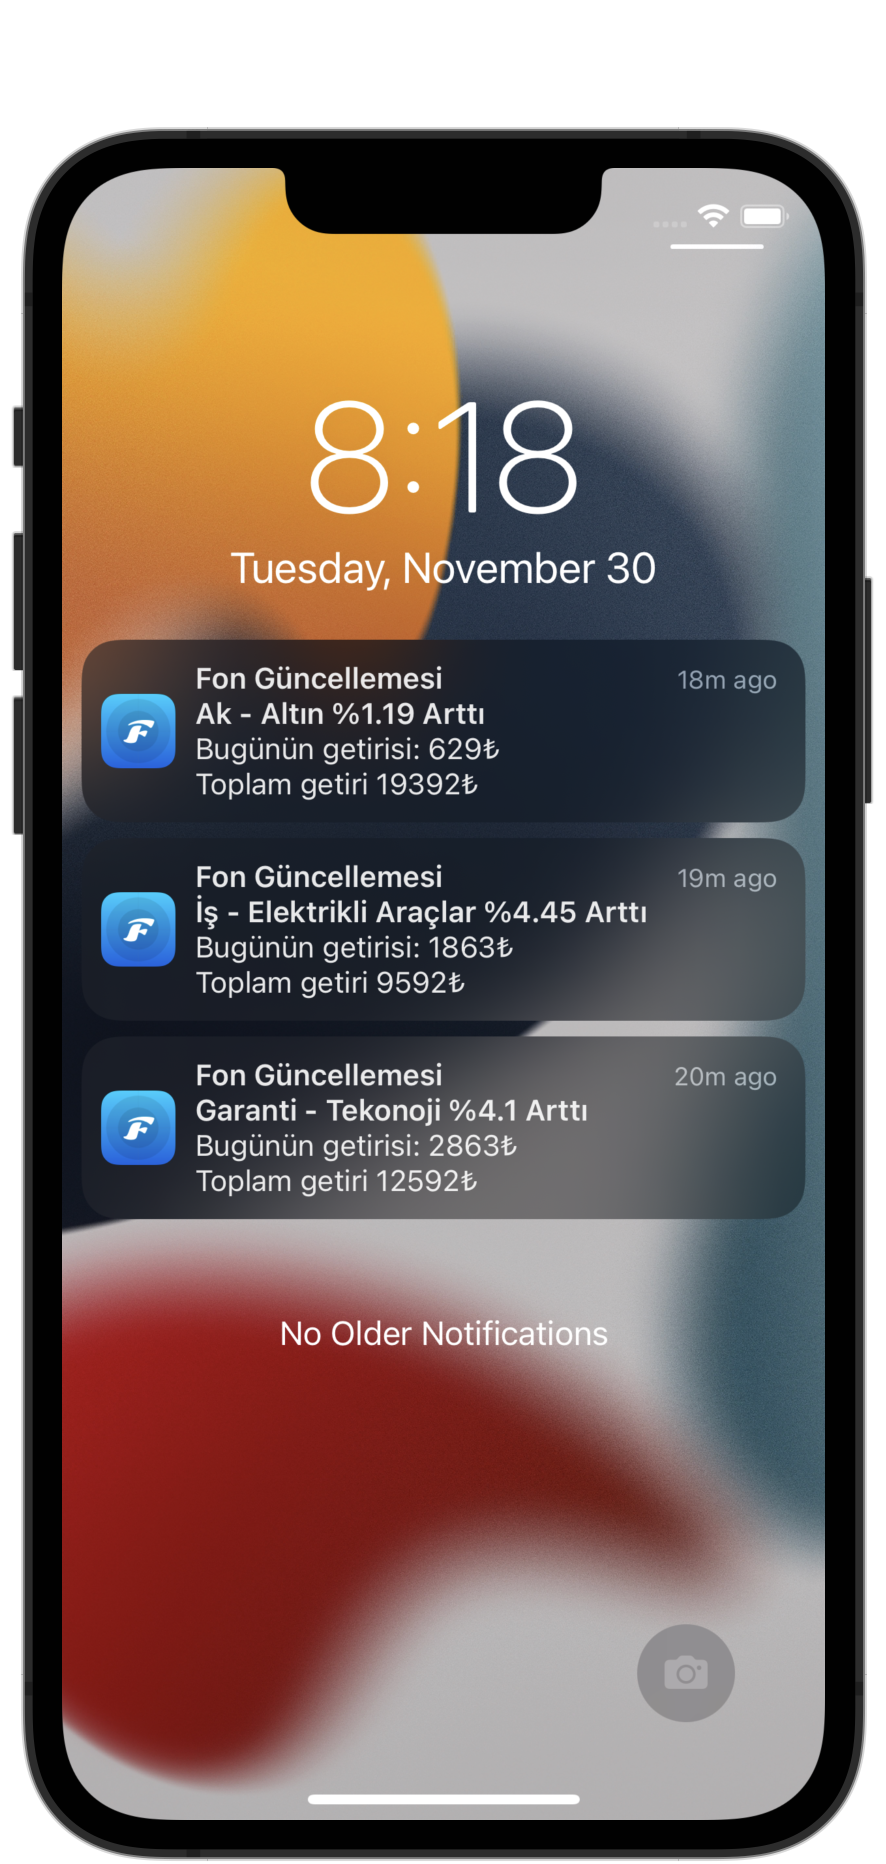 8:18
Tuesday, November 30
Fon Güncellemesi
18m ago
Ak - Altın %1.19 Arttı
Bugünün getirisi: 629₺
Toplam getiri 19392₺
Fon Güncellemesi
19m ago
İş - Elektrikli Araçlar %4.45 Arttı
Bugünün getirisi: 1863₺
Toplam getiri 9592₺
Fon Güncellemesi
20m ago
Garanti - Tekonoji %4.1 Arttı
Bugünün getirisi: 2863₺
Toplam getiri 12592₺
No Older Notifications